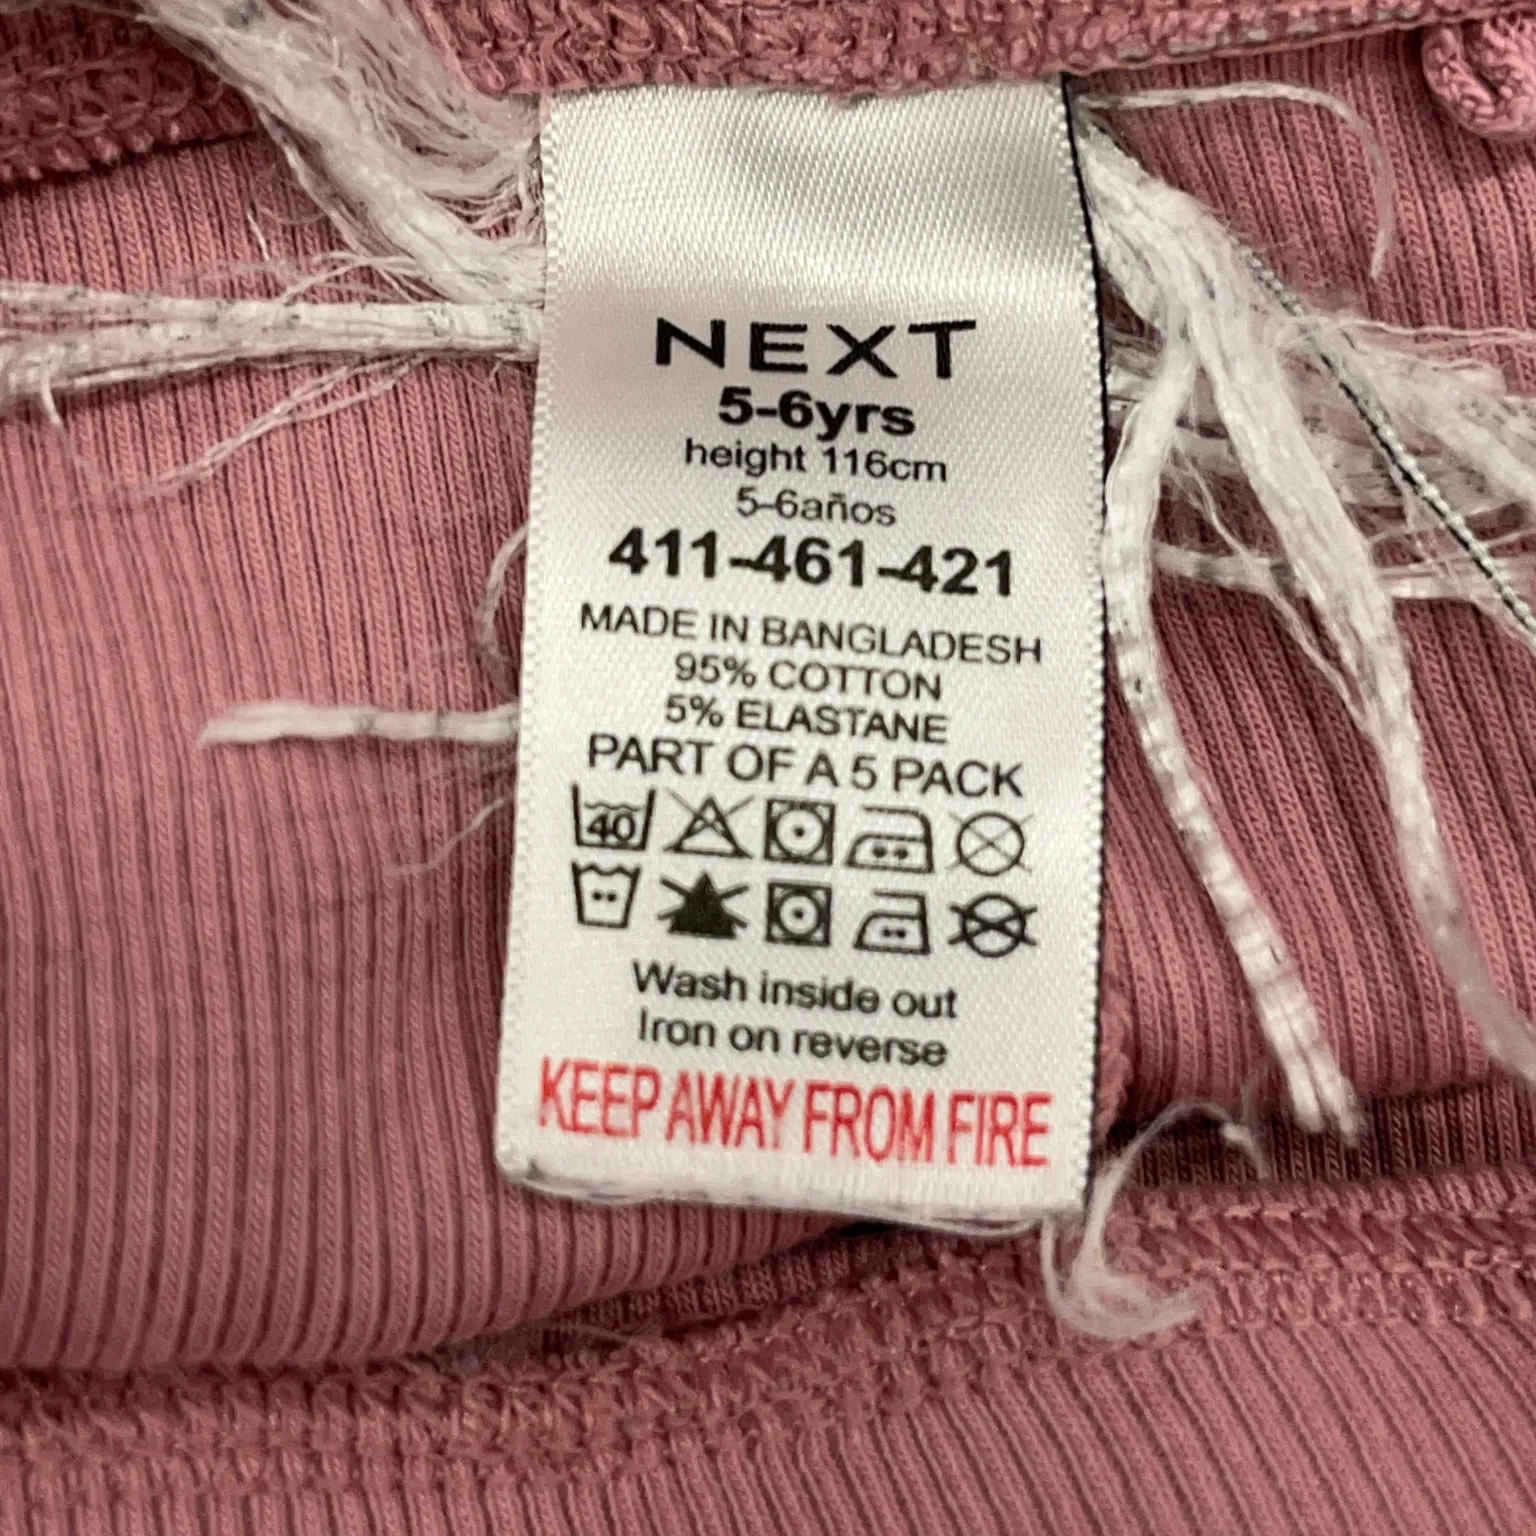 NEXT
5-6yrs
height 116cm
5-6años
411-461-421
MADE IN BANGLADESH
95% COTTON
5% ELASTANE
PART OF A 5 PACK
40
Wash inside out
Iron on reverse
KEEP AWAY FROM FIRE